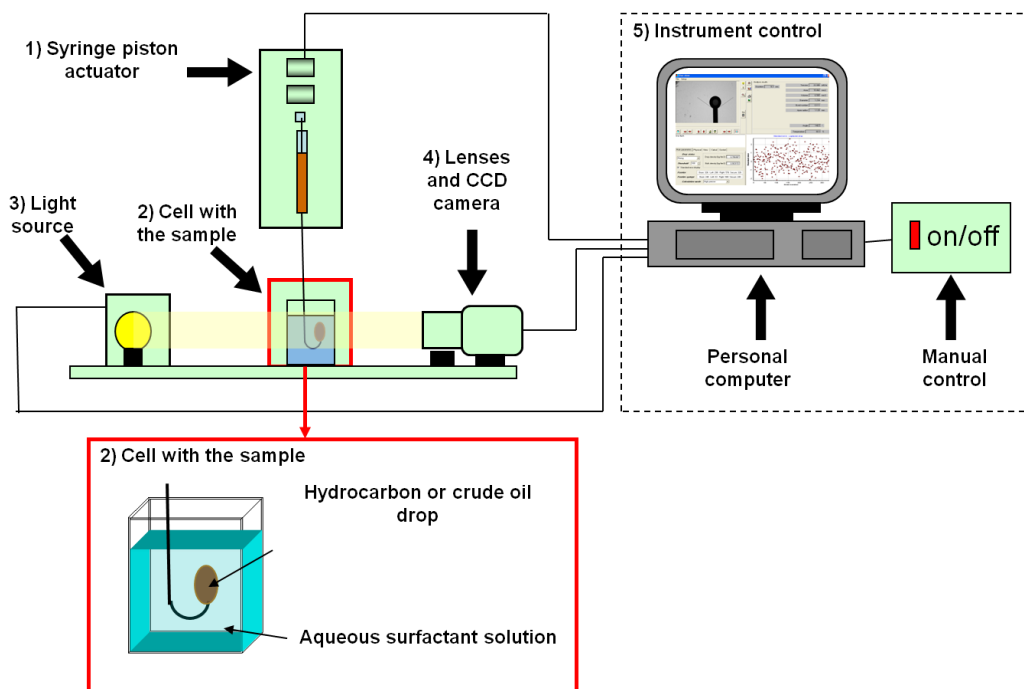 5) Instrument control
1) Syringe piston
actuator
4) Lenses
and CCD
camera
3) Light
source
2) Cell with
the sample
on/off
Personal
computer
Manual
control
2) Cell with the sample
Hydrocarbon or crude oil
drop
Aqueous surfactant solution